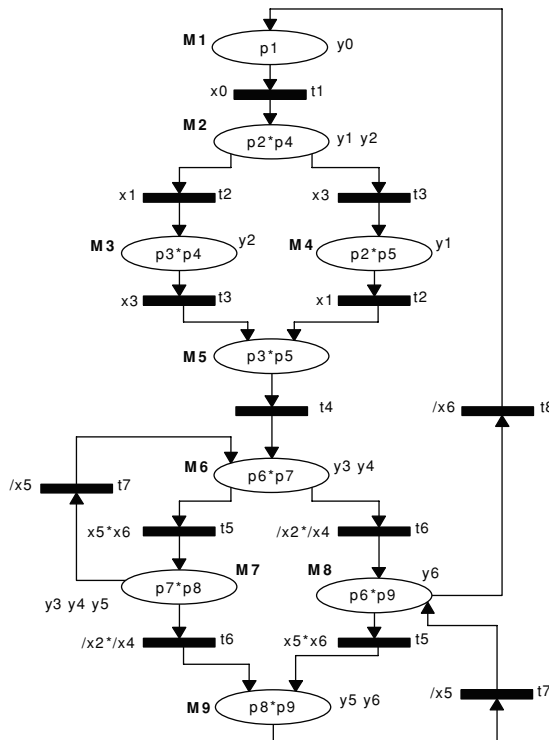 M1 p1 y0
x0 t1
M2 p2*p4 y1 y2
x1 t2 x3 t3
M3 p3*p4 y2 M4 p2*p5 y1
x3 t3 x1 t2
M5 p3*p5
t4 /x6 t8
M6 p6*p7 y3 y4
/x5 t7
x5*x6 t5 /x2*/x4 t6
M7 M8
p7*p8 p6*p9 y6
y3 y4 y5
/x2*/x4 t6 x5*x6 t5
/x5 t7
M9 p8*p9 y5 y6